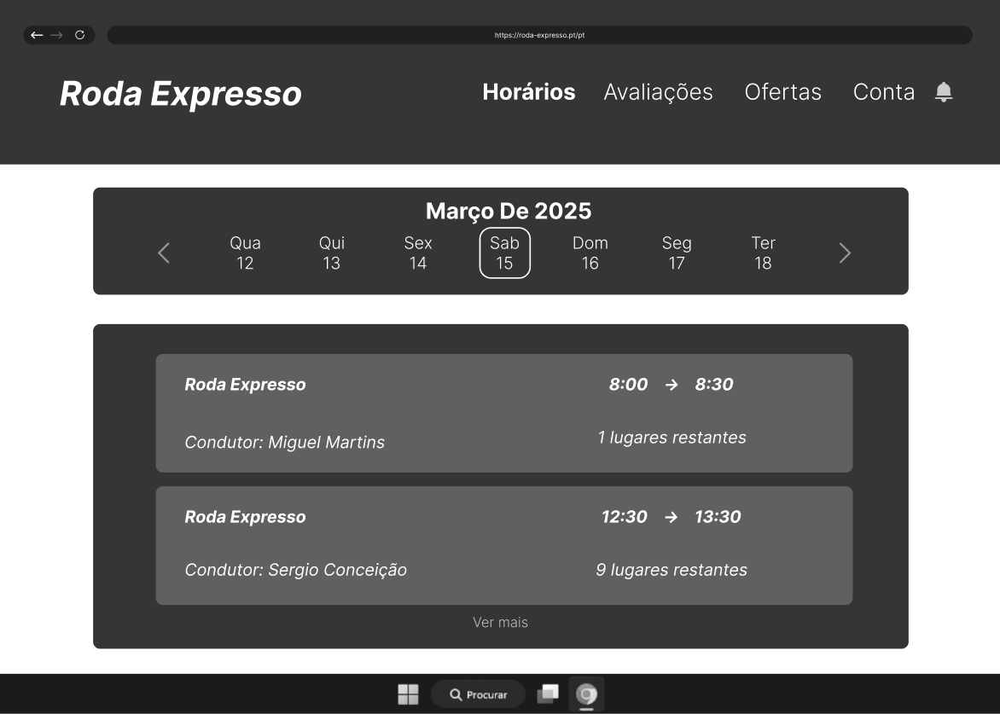 https://roda-expresso.pt/pt
Roda Expresso
Horários Avaliações Ofertas Conta
Março De 2025
Qua Qui Sex Sab Dom Seg Ter
12 13 14 15 16 17 18
Roda Expresso 8:00 → 8:30
Condutor: Miguel Martins 1 lugares restantes
Roda Expresso 12:30 → 13:30
Condutor: Sergio Conceição 9 lugares restantes
Ver mais
Procurar